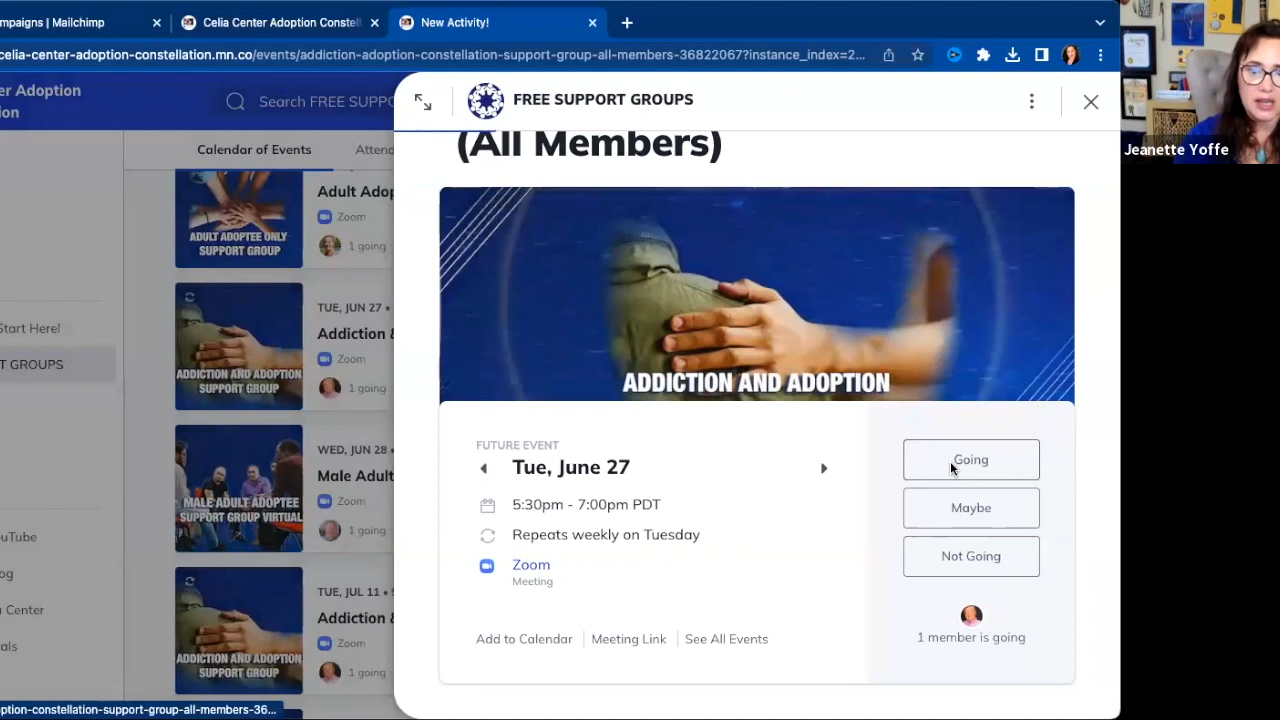 mpaigns | Mailchimp
Celia Center Adoption Constell
New Activity!
celia-center-adoption-constellation.mn.co/events/addiction-adoption-constellation-support-group-all-members-36822067?instance_index=2...
er Adoption
on
Search FREE SUPPO
FREE SUPPORT GROUPS
Jeanette Yoffe
Calendar of Events
Attend
(All Members)
Start Here!
T GROUPS
uTube
og
a Center
als
Adult Adop
Zoom
1 going
ADULT ADOPTEE ONLY
SUPPORT GROUP
TUE, JUN 27 •
Addiction &
Zoom
1 going
ADDICTION AND ADOPTION
SUPPORT GROUP
WED, JUN 28 •
Male Adult
Zoom
1 going
MALE ADULT ADOPTEE
SUPPORT GROUP VIRTUAL
TUE, JUL 11 •
Addiction &
Zoom
1 going
ADDICTION AND ADOPTION
SUPPORT GROUP
ADDICTION AND ADOPTION
FUTURE EVENT
Tue, June 27
5:30pm - 7:00pm PDT
Repeats weekly on Tuesday
Zoom
Meeting
Add to Calendar
Meeting Link
See All Events
Going
Maybe
Not Going
1 member is going
ption-constellation-support-group-all-members-36...